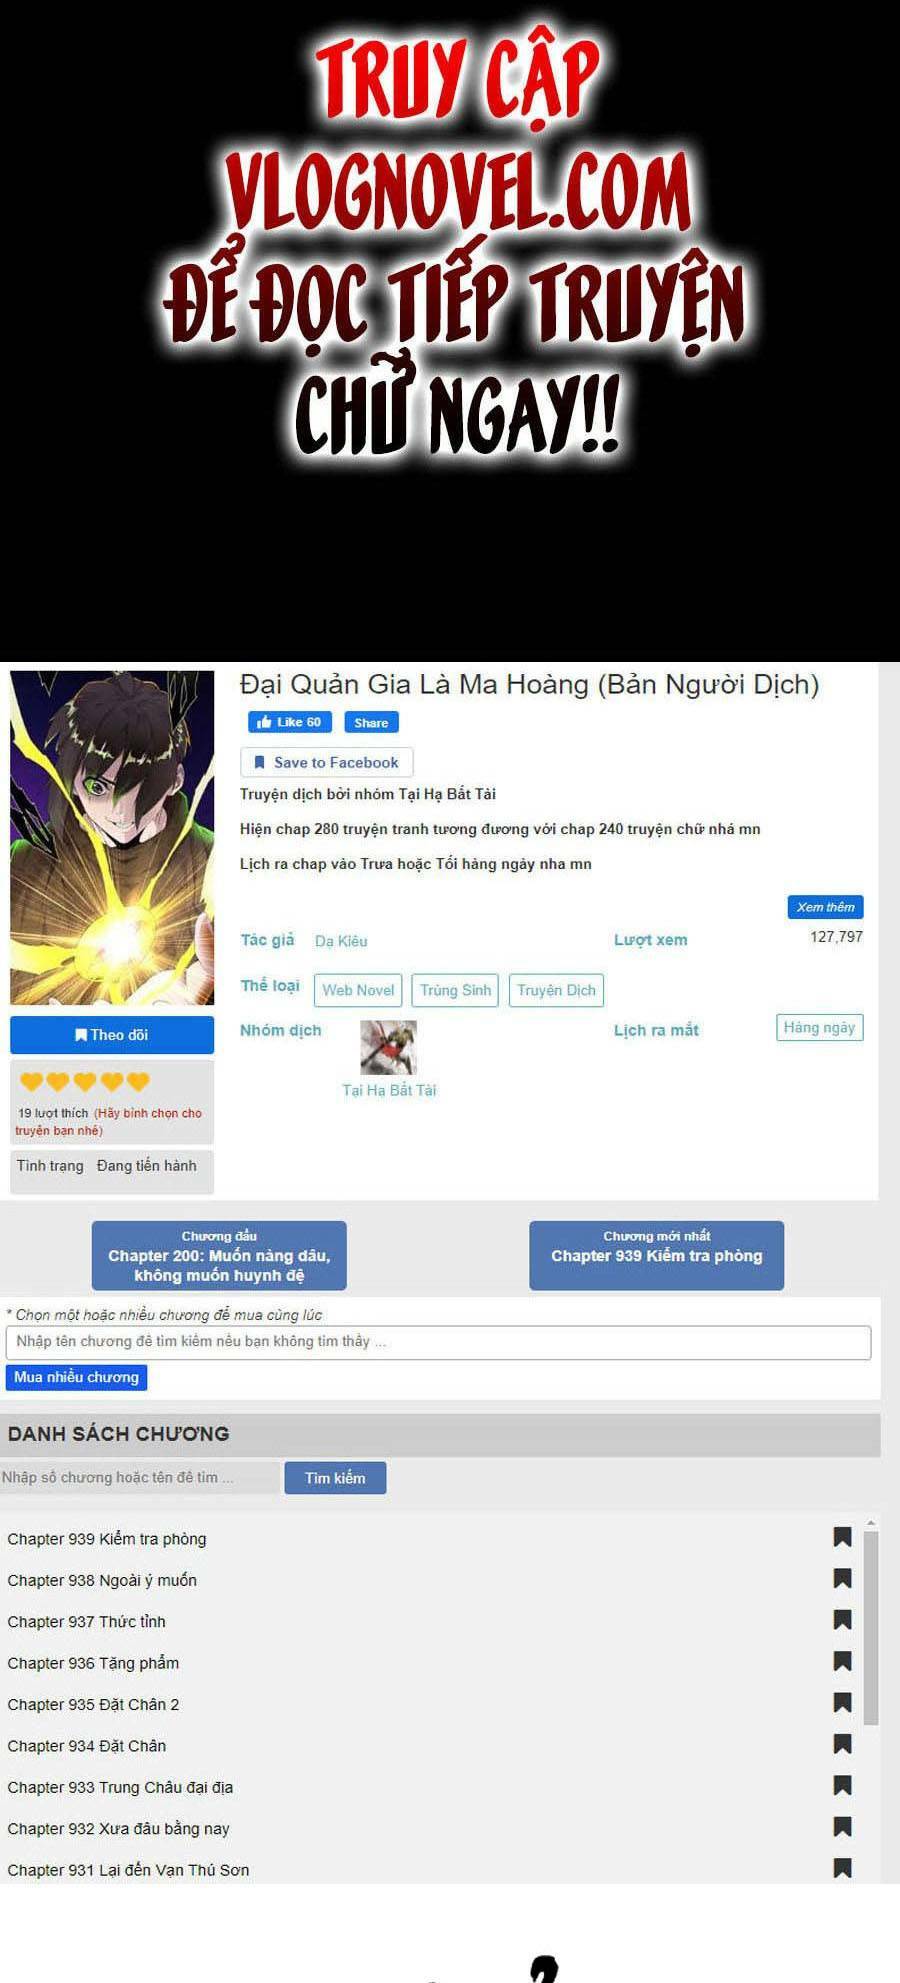 TRUY CẬP
VLOGNOVEL.COM
ĐỂ ĐỌC TIẾP TRUYỆN
CHỮ NGAY!!
Đại Quản Gia Là Ma Hoàng (Bản Người Dịch)
Like 60 Share
Save to Facebook
Truyện dịch bởi nhóm Tại Hạ Bất Tài
Hiện chap 280 truyện tranh tương đương với chap 240 truyện chữ nhá mn
Lịch ra chap vào Trưa hoặc Tối hàng ngày nha mn
Xem thêm
Tác giả Dạ Kiêu Lượt xem 127,797
Thể loại Web Novel Trùng Sinh Truyện Dịch
Nhóm dịch Lịch ra mắt Hàng ngày
Tại Hạ Bất Tài
Theo dõi
19 lượt thích (Hãy bình chọn cho
truyện bạn nhé)
Tình trạng Đang tiến hành
Chương đầu
Chapter 200: Muốn nàng dâu,
không muốn huynh đệ
Chương mới nhất
Chapter 939 Kiểm tra phòng
* Chọn một hoặc nhiều chương để mua cùng lúc
Nhập tên chương để tìm kiếm nếu bạn không tìm thấy ...
Mua nhiều chương
DANH SÁCH CHƯƠNG
Nhập số chương hoặc tên để tìm ... Tìm kiếm
Chapter 939 Kiểm tra phòng
Chapter 938 Ngoài ý muốn
Chapter 937 Thức tỉnh
Chapter 936 Tặng phẩm
Chapter 935 Đặt Chân 2
Chapter 934 Đặt Chân
Chapter 933 Trung Châu đại địa
Chapter 932 Xưa đâu bằng nay
Chapter 931 Lại đến Vạn Thú Sơn